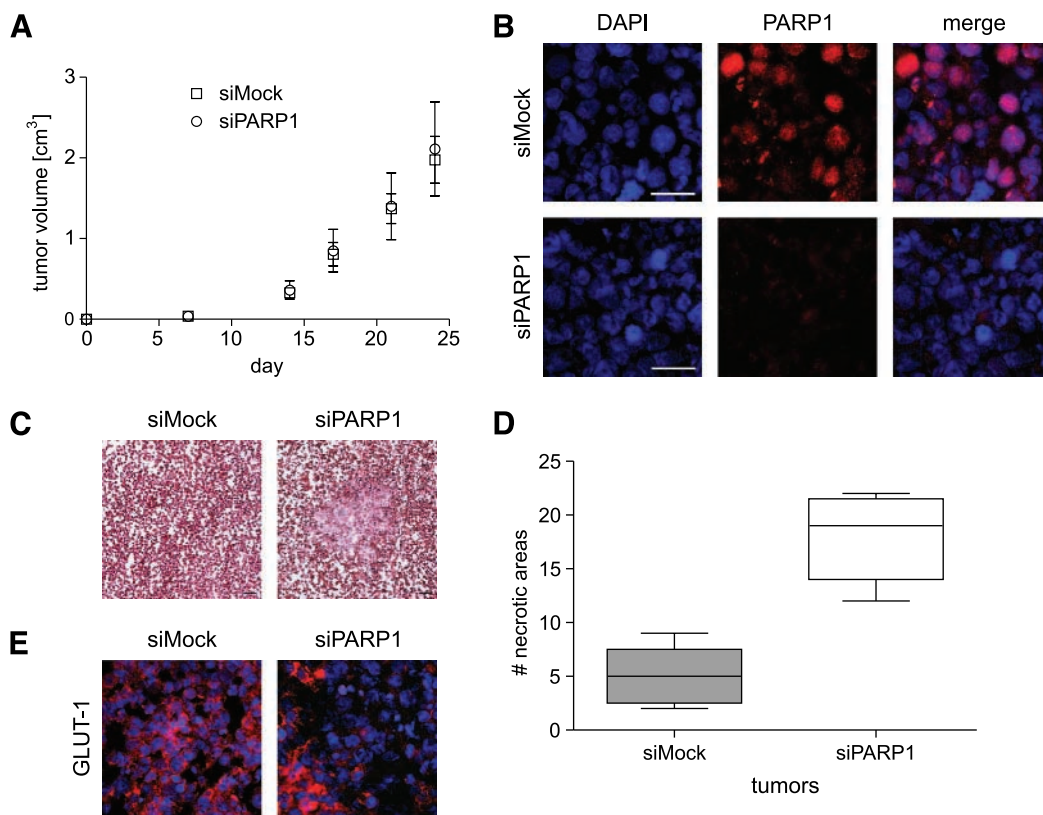 A
3
2
1
0
tumor volume [cm³]
siMock
siPARP1
0 5 10 15 20 25
day
B
DAPI PARP1 merge
siMock
siPARP1
C
siMock siPARP1
D
25
20
15
10
5
0
# necrotic areas
siMock siPARP1
tumors
E
siMock siPARP1
GLUT-1